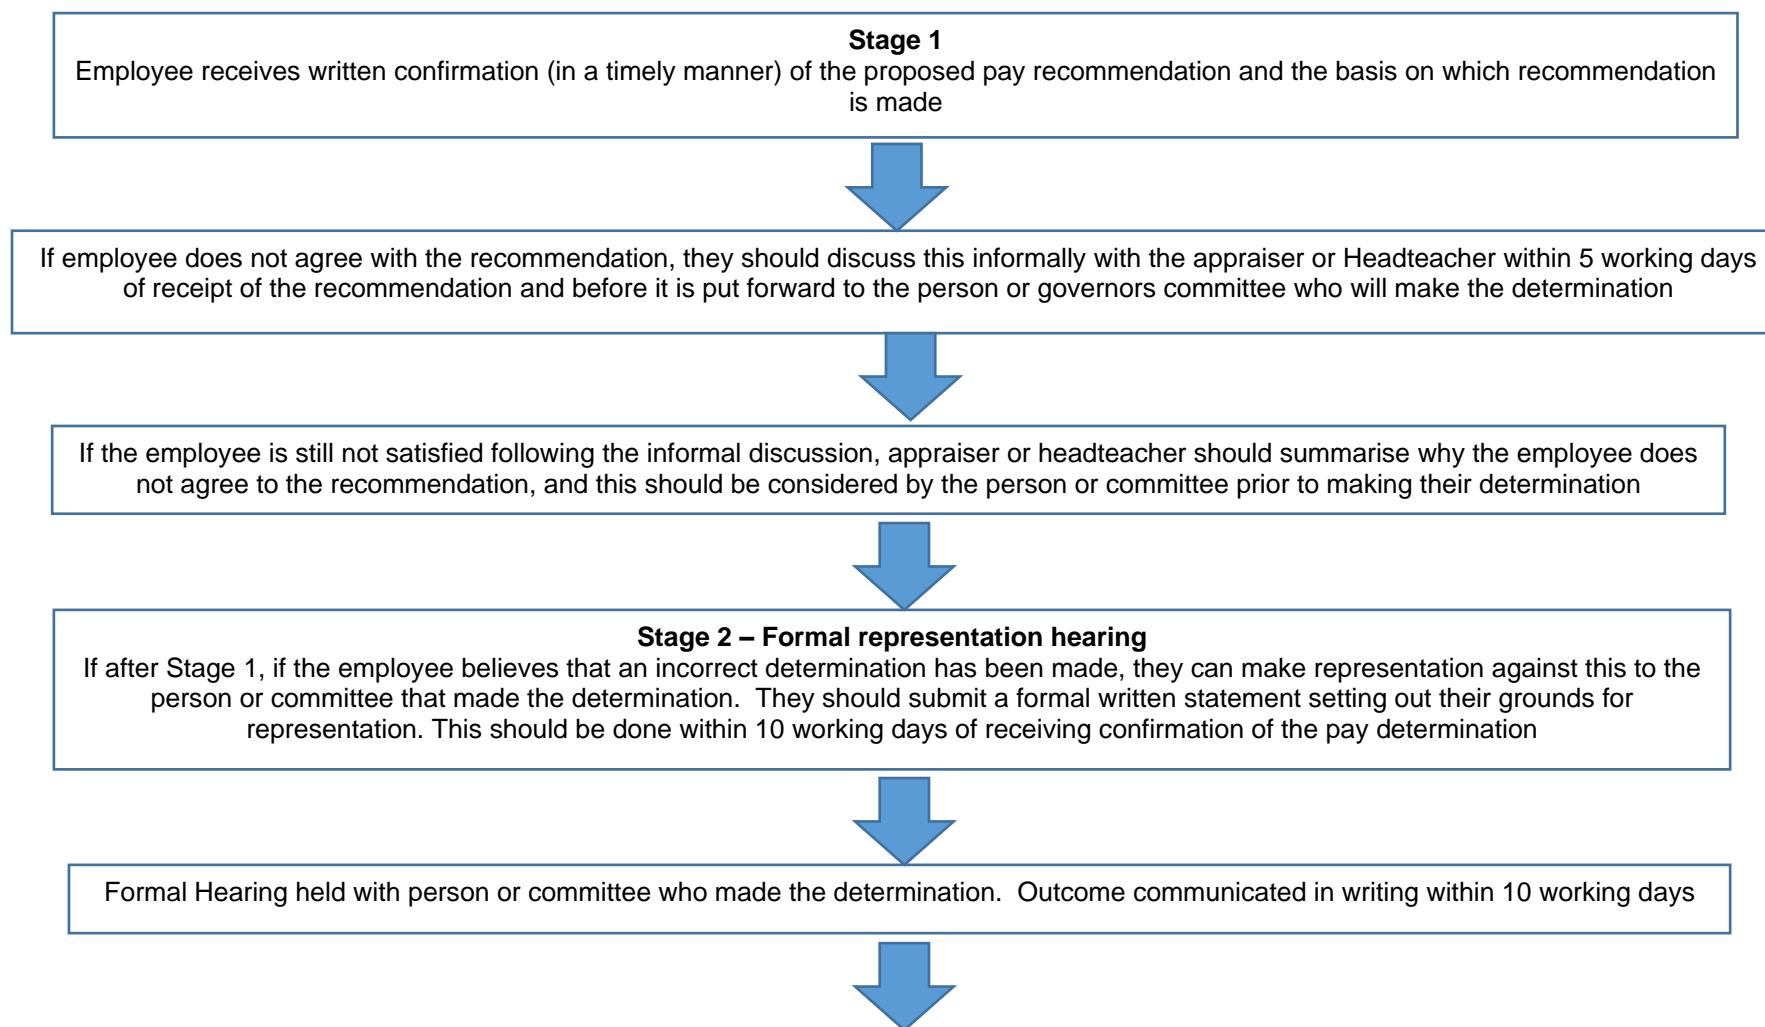 Stage 1
Employee receives written confirmation (in a timely manner) of the proposed pay recommendation and the basis on which recommendation
is made
If employee does not agree with the recommendation, they should discuss this informally with the appraiser or Headteacher within 5 working days
of receipt of the recommendation and before it is put forward to the person or governors committee who will make the determination
If the employee is still not satisfied following the informal discussion, appraiser or headteacher should summarise why the employee does
not agree to the recommendation, and this should be considered by the person or committee prior to making their determination
Stage 2 – Formal representation hearing
If after Stage 1, if the employee believes that an incorrect determination has been made, they can make representation against this to the
person or committee that made the determination.  They should submit a formal written statement setting out their grounds for
representation. This should be done within 10 working days of receiving confirmation of the pay determination
Formal Hearing held with person or committee who made the determination.  Outcome communicated in writing within 10 working days